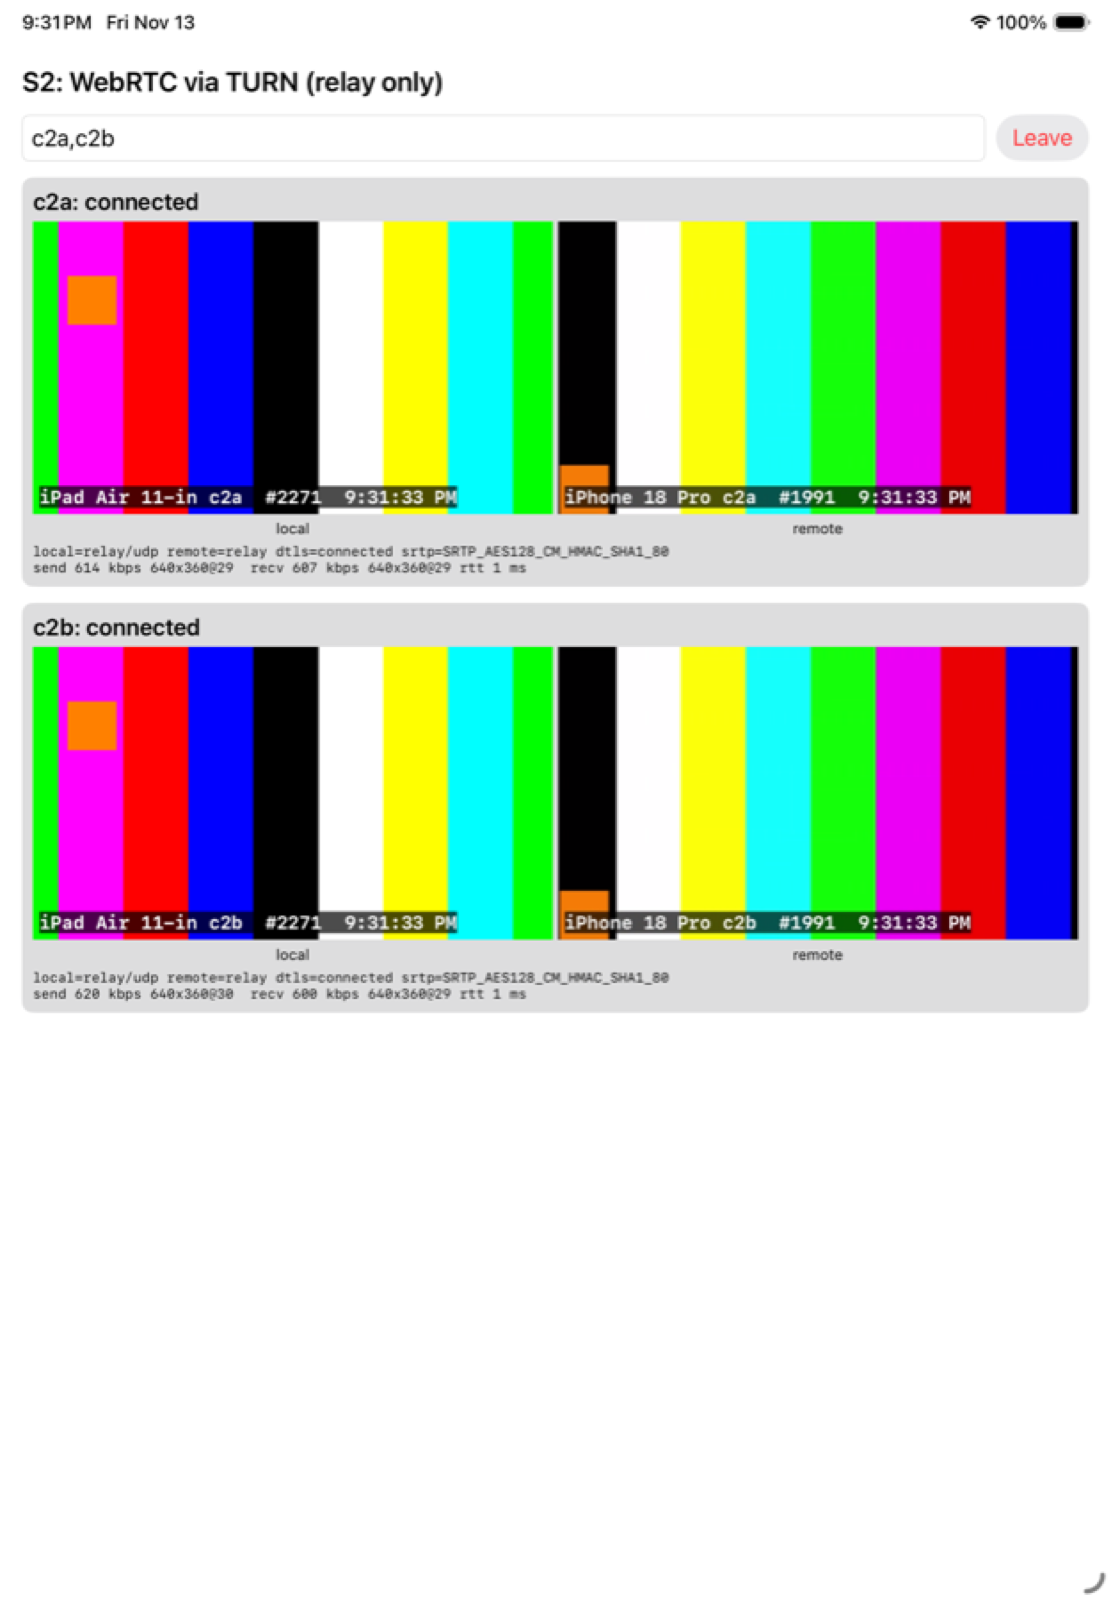 9:31 PM Fri Nov 13 100%
S2: WebRTC via TURN (relay only)
c2a,c2b Leave
c2a: connected
iPad Air 11-in c2a #2271 9:31:33 PM iPhone 18 Pro c2a #1991 9:31:33 PM
local remote
local=relay/udp remote=relay dtls=connected srtp=SRTP_AES128_CM_HMAC_SHA1_80
send 614 kbps 640x360@29 recv 607 kbps 640x360@29 rtt 1 ms
c2b: connected
iPad Air 11-in c2b #2271 9:31:33 PM iPhone 18 Pro c2b #1991 9:31:33 PM
local remote
local=relay/udp remote=relay dtls=connected srtp=SRTP_AES128_CM_HMAC_SHA1_80
send 620 kbps 640x360@30 recv 600 kbps 640x360@29 rtt 1 ms